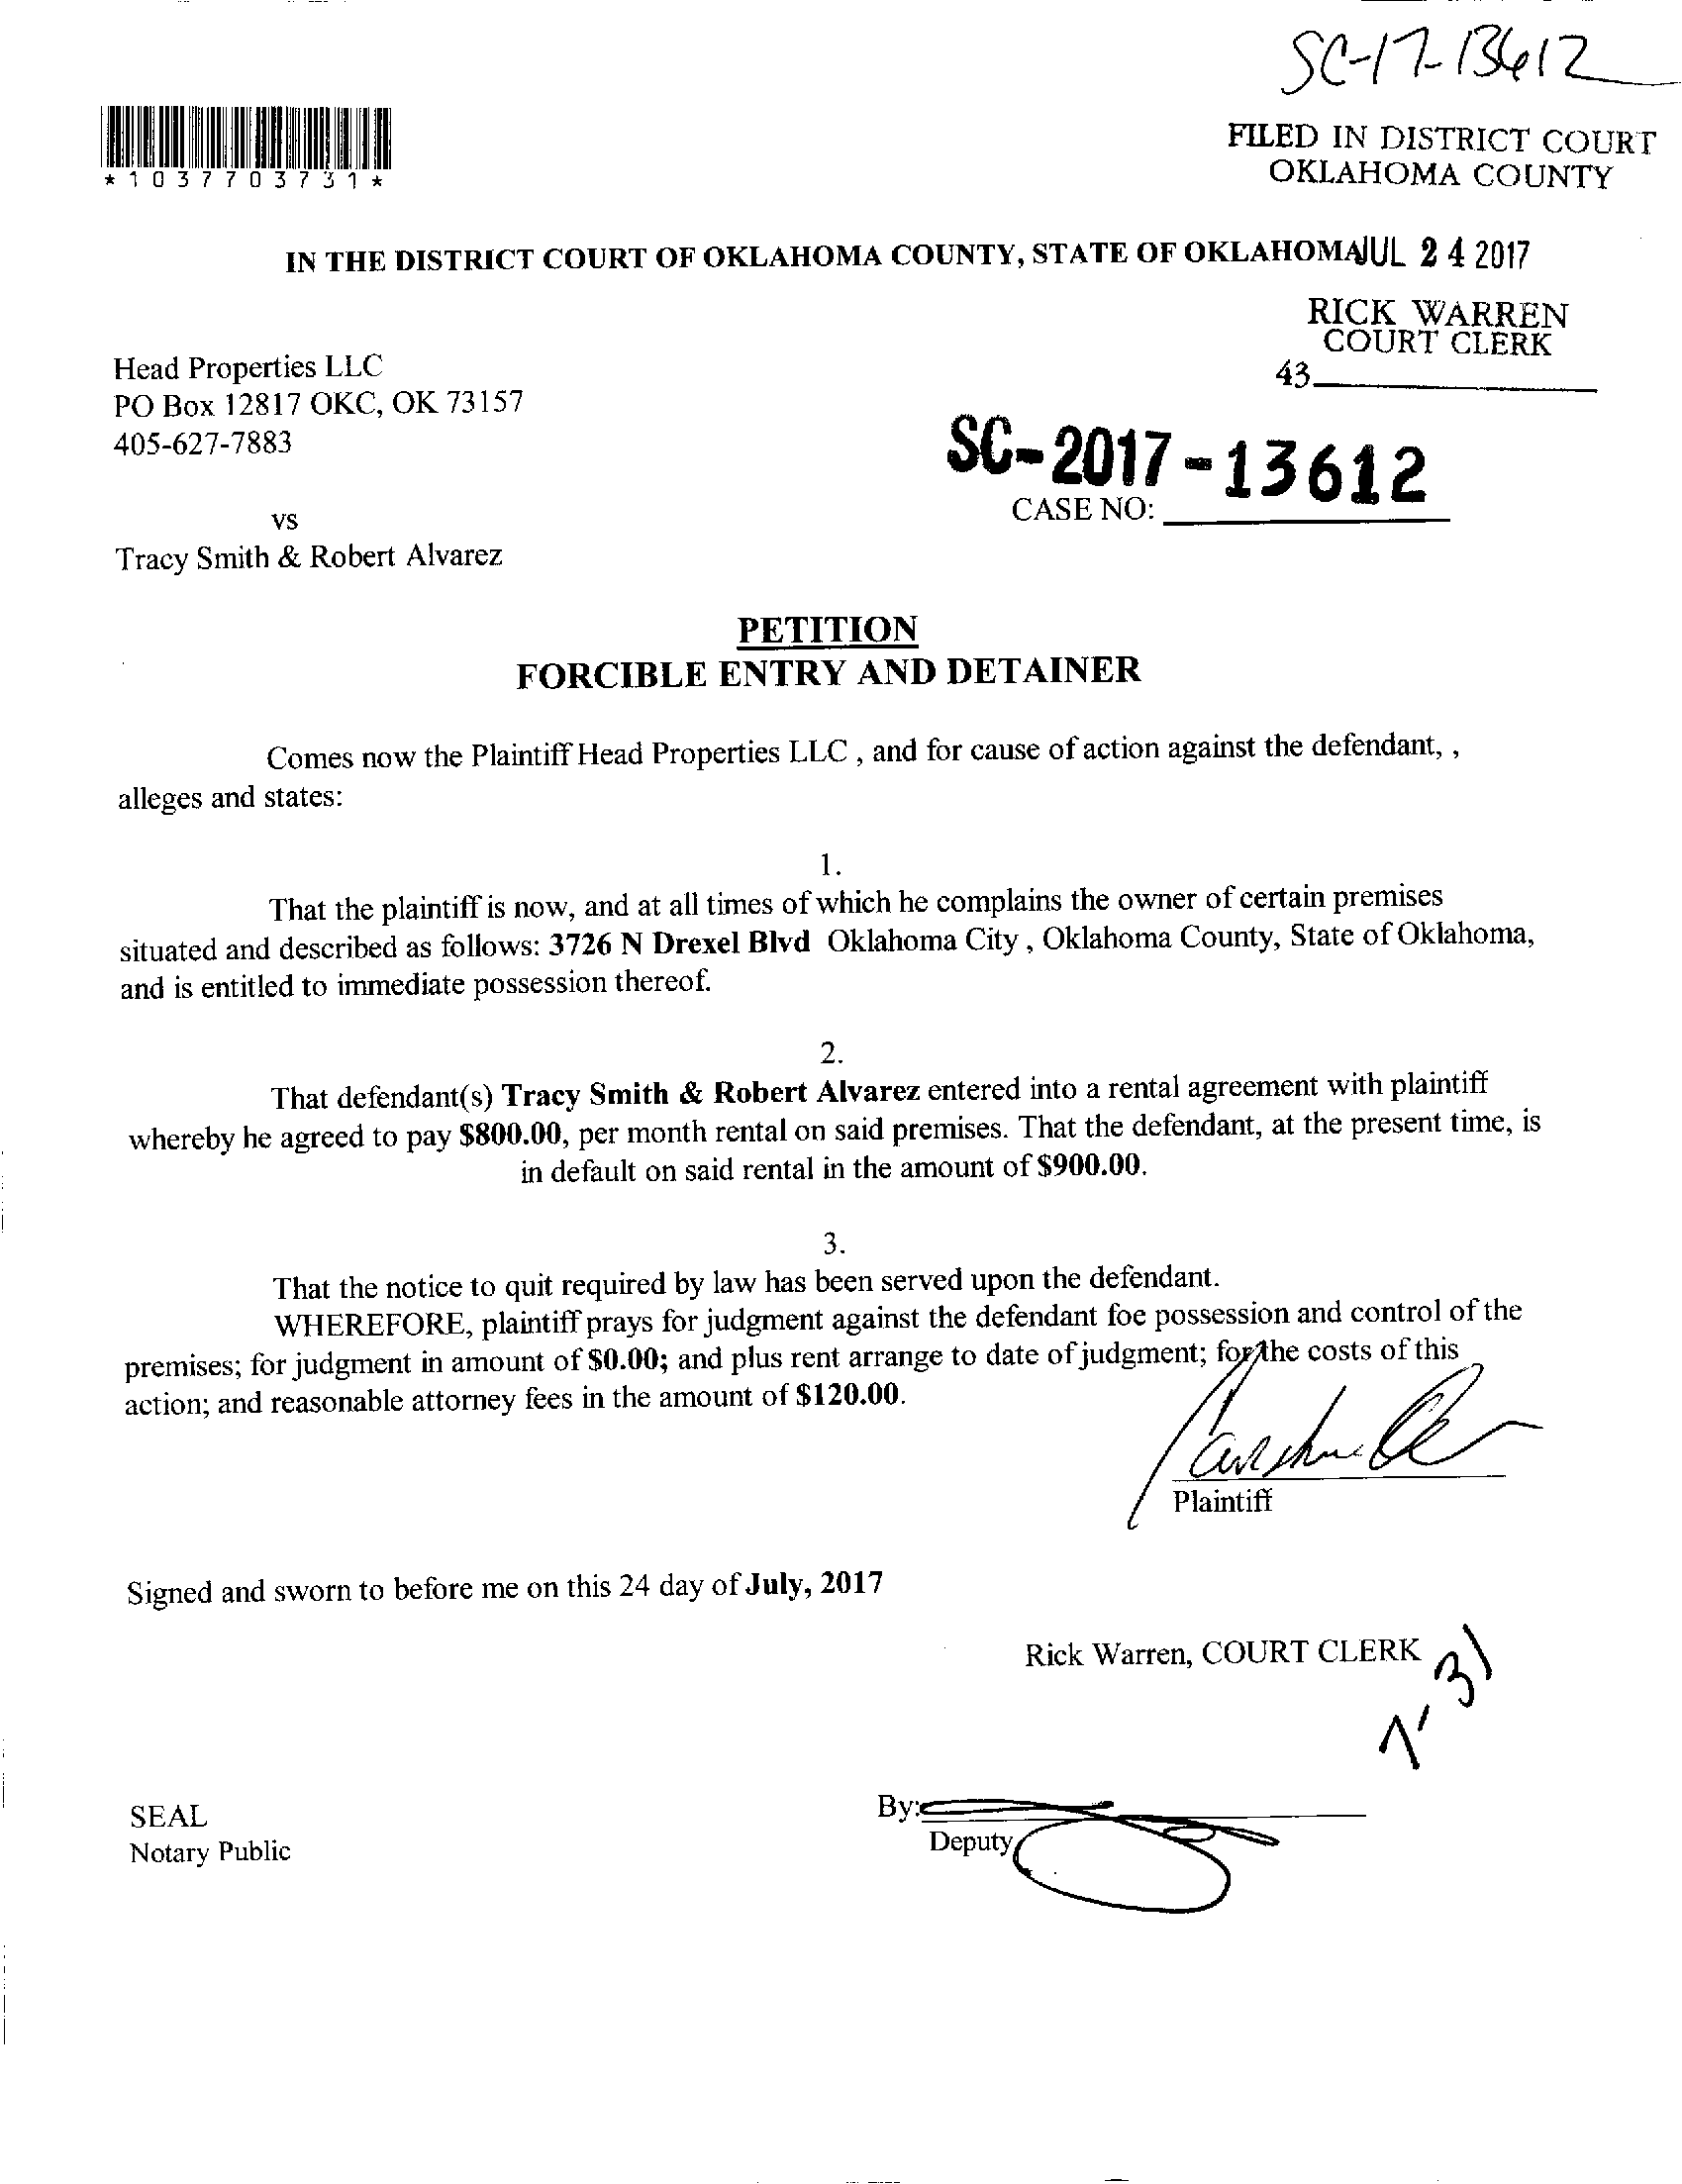 SC-17-13612
*1037703731*
FILED IN DISTRICT COURT
OKLAHOMA COUNTY
IN THE DISTRICT COURT OF OKLAHOMA COUNTY, STATE OF OKLAHOMA JUL 24 2017
RICK WARREN
COURT CLERK
43
Head Properties LLC
PO Box 12817 OKC, OK 73157
405-627-7883
SC-2017-13612
CASE NO:
vs
Tracy Smith & Robert Alvarez
PETITION
FORCIBLE ENTRY AND DETAINER
Comes now the Plaintiff Head Properties LLC , and for cause of action against the defendant, ,
alleges and states:
1.
That the plaintiff is now, and at all times of which he complains the owner of certain premises
situated and described as follows: 3726 N Drexel Blvd Oklahoma City , Oklahoma County, State of Oklahoma,
and is entitled to immediate possession thereof.
2.
That defendant(s) Tracy Smith & Robert Alvarez entered into a rental agreement with plaintiff
whereby he agreed to pay $800.00, per month rental on said premises. That the defendant, at the present time, is
in default on said rental in the amount of $900.00.
3.
That the notice to quit required by law has been served upon the defendant.
WHEREFORE, plaintiff prays for judgment against the defendant foe possession and control of the
premises; for judgment in amount of $0.00; and plus rent arrange to date of judgment; for the costs of this
action; and reasonable attorney fees in the amount of $120.00.
Plaintiff
Signed and sworn to before me on this 24 day of July, 2017
Rick Warren, COURT CLERK
SEAL
By:
Deputy
Notary Public